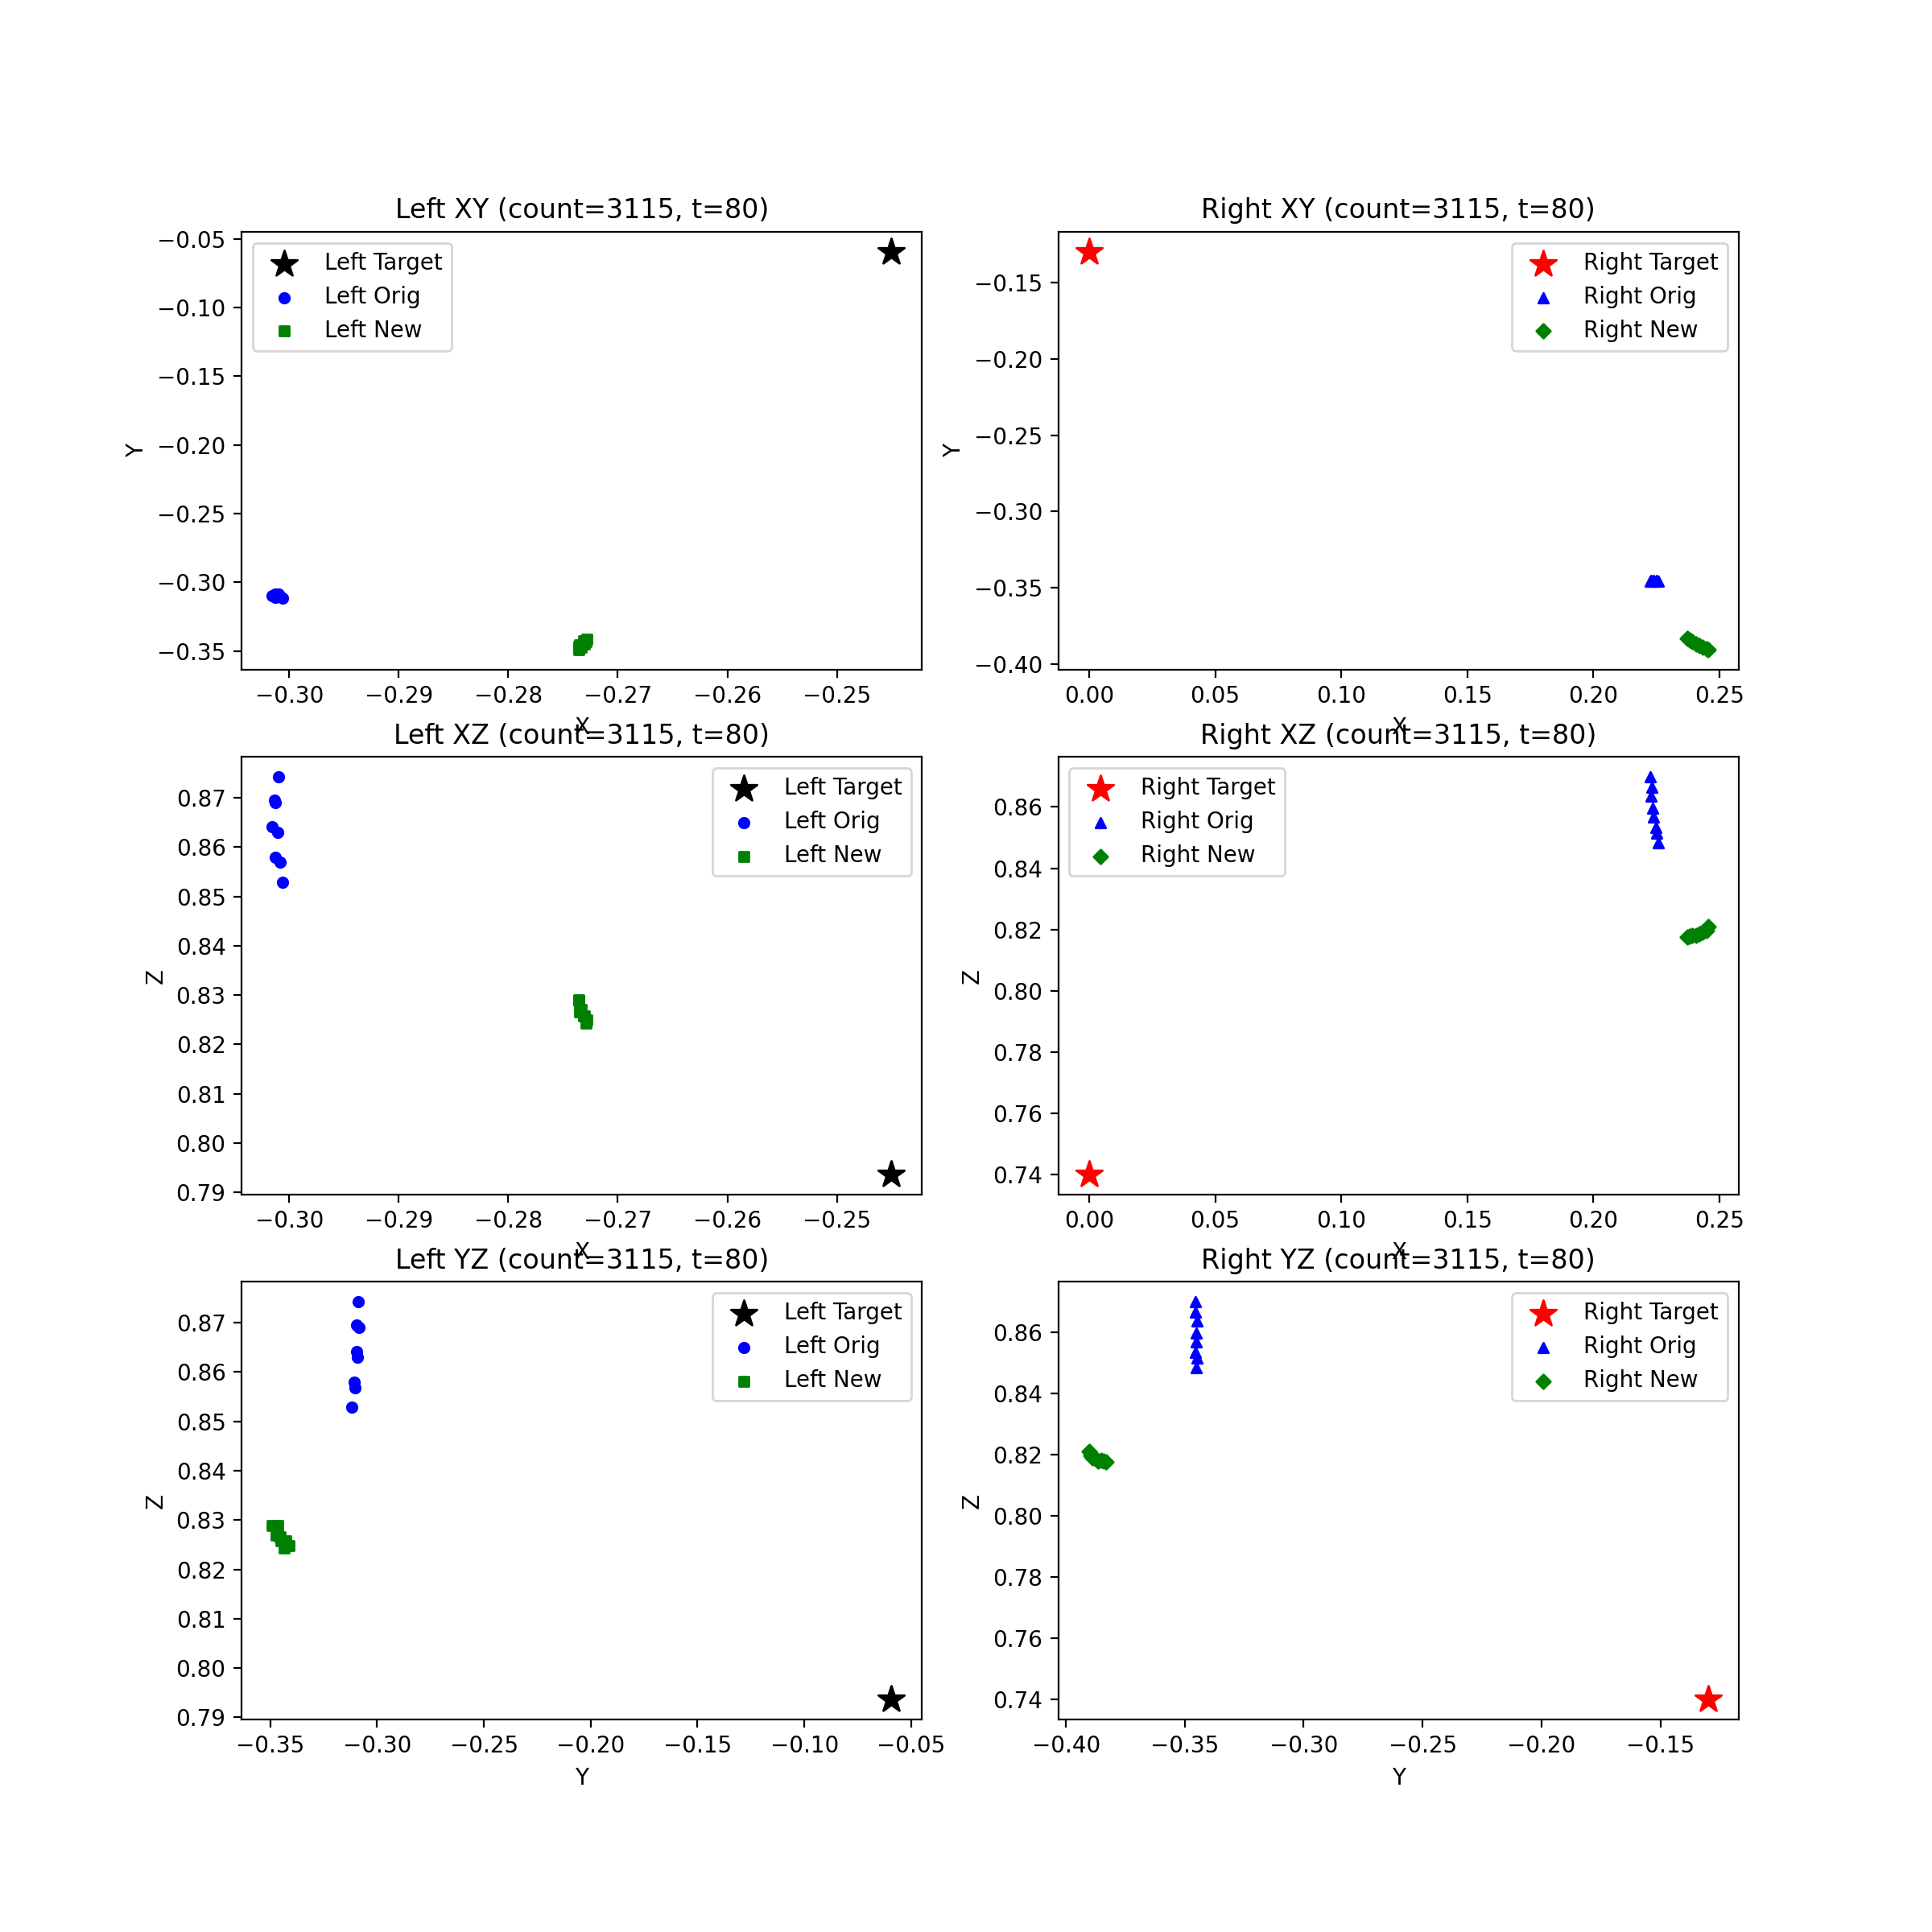 Left XY (count=3115, t=80)
Left Target
Left Orig
Left New
−0.05
−0.10
−0.15
−0.20
−0.25
−0.30
−0.35
Y
−0.30
−0.29
−0.28
−0.27
−0.26
−0.25
X
Right XY (count=3115, t=80)
Right Target
Right Orig
Right New
−0.15
−0.20
−0.25
−0.30
−0.35
−0.40
Y
0.00
0.05
0.10
0.15
0.20
0.25
X
Left XZ (count=3115, t=80)
Left Target
Left Orig
Left New
0.87
0.86
0.85
0.84
0.83
0.82
0.81
0.80
0.79
Z
−0.30
−0.29
−0.28
−0.27
−0.26
−0.25
X
Right XZ (count=3115, t=80)
Right Target
Right Orig
Right New
0.86
0.84
0.82
0.80
0.78
0.76
0.74
Z
0.00
0.05
0.10
0.15
0.20
0.25
X
Left YZ (count=3115, t=80)
Left Target
Left Orig
Left New
0.87
0.86
0.85
0.84
0.83
0.82
0.81
0.80
0.79
Z
−0.35
−0.30
−0.25
−0.20
−0.15
−0.10
−0.05
Y
Right YZ (count=3115, t=80)
Right Target
Right Orig
Right New
0.86
0.84
0.82
0.80
0.78
0.76
0.74
Z
−0.40
−0.35
−0.30
−0.25
−0.20
−0.15
Y